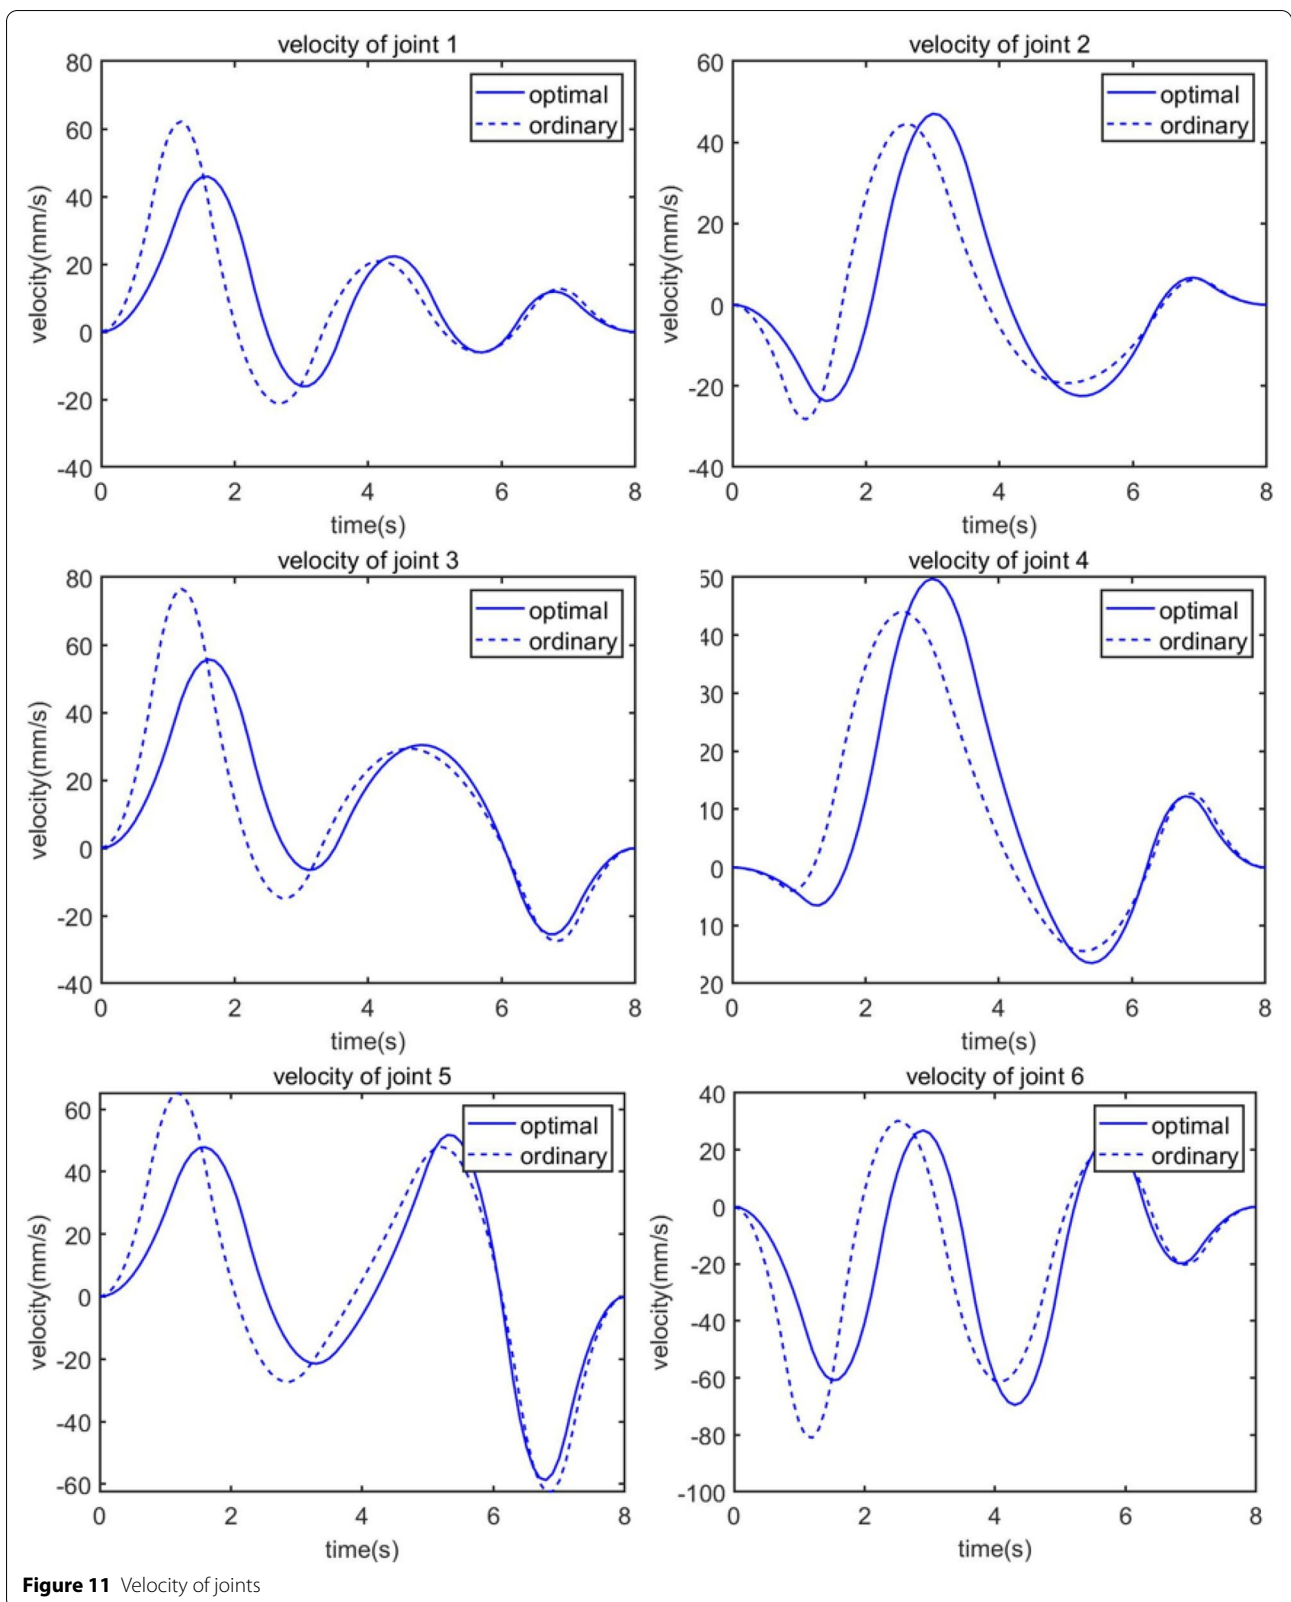 velocity of joint 1
80
60
40
20
0
-20
-40
velocity(mm/s)
optimal
ordinary
0 2 4 6 8
time(s)
velocity of joint 2
60
40
20
0
-20
-40
velocity(mm/s)
optimal
ordinary
0 2 4 6 8
time(s)
velocity of joint 3
80
60
40
20
0
-20
-40
velocity(mm/s)
optimal
ordinary
0 2 4 6 8
time(s)
velocity of joint 4
50
30
20
10
0
10
20
optimal
ordinary
0 2 4 6 8
time(s)
velocity of joint 5
60
40
20
0
-20
-40
-60
velocity(mm/s)
optimal
ordinary
0 2 4 6 8
time(s)
velocity of joint 6
40
20
0
-20
-40
-60
-80
-100
velocity(mm/s)
optimal
ordinary
0 2 4 6 8
time(s)
Figure 11 Velocity of joints